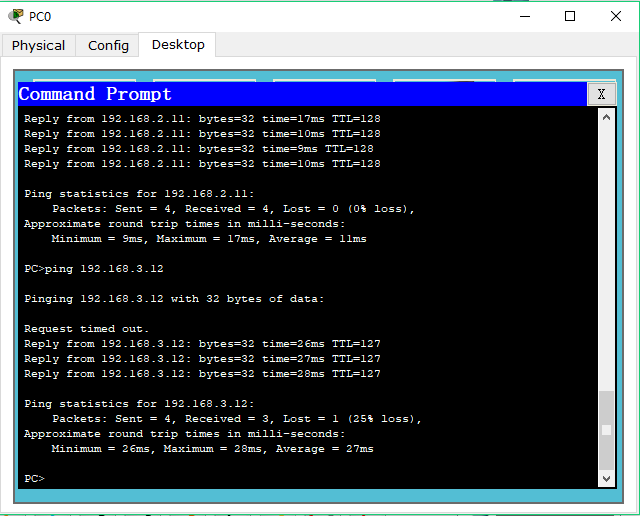 PC0
Physical Config Desktop
Command Prompt X
Reply from 192.168.2.11: bytes=32 time=17ms TTL=128
Reply from 192.168.2.11: bytes=32 time=10ms TTL=128
Reply from 192.168.2.11: bytes=32 time=9ms TTL=128
Reply from 192.168.2.11: bytes=32 time=10ms TTL=128
Ping statistics for 192.168.2.11:
Packets: Sent = 4, Received = 4, Lost = 0 (0% loss),
Approximate round trip times in milli-seconds:
Minimum = 9ms, Maximum = 17ms, Average = 11ms
PC>ping 192.168.3.12
Pinging 192.168.3.12 with 32 bytes of data:
Request timed out.
Reply from 192.168.3.12: bytes=32 time=26ms TTL=127
Reply from 192.168.3.12: bytes=32 time=27ms TTL=127
Reply from 192.168.3.12: bytes=32 time=28ms TTL=127
Ping statistics for 192.168.3.12:
Packets: Sent = 4, Received = 3, Lost = 1 (25% loss),
Approximate round trip times in milli-seconds:
Minimum = 26ms, Maximum = 28ms, Average = 27ms
PC>